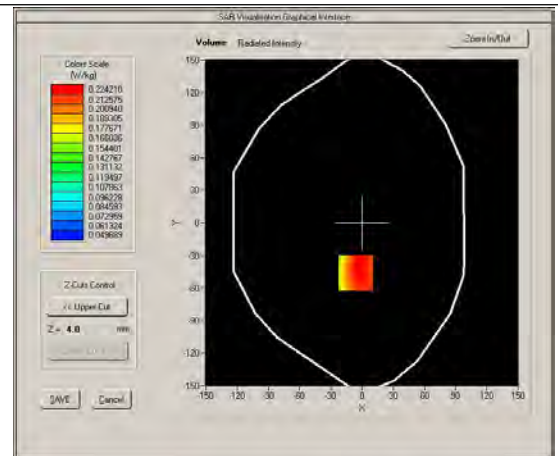 SAR Visualisation Graphical Interface
Volume Radiated Intensity
Zoom In/Out
Colors Scale
(W/kg)
0.224210
0.212575
0.200940
0.189305
0.177671
0.166036
0.154401
0.142767
0.131132
0.119497
0.107863
0.096228
0.084593
0.072959
0.061324
0.049689
150
120
90
60
30
0
-30
-60
-90
-120
-150
Y
-150 -120 -90 -60 -30 0 30 60 90 120 150
X
Z-Cuts Control
<< Upper Cut
Z = 4.0 mm
SAVE Cancel